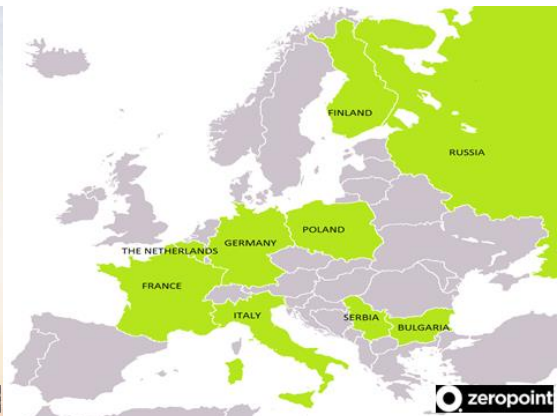 FINLAND
RUSSIA
POLAND
GERMANY
THE NETHERLANDS
FRANCE
ITALY
SERBIA
BULGARIA
zeropoint